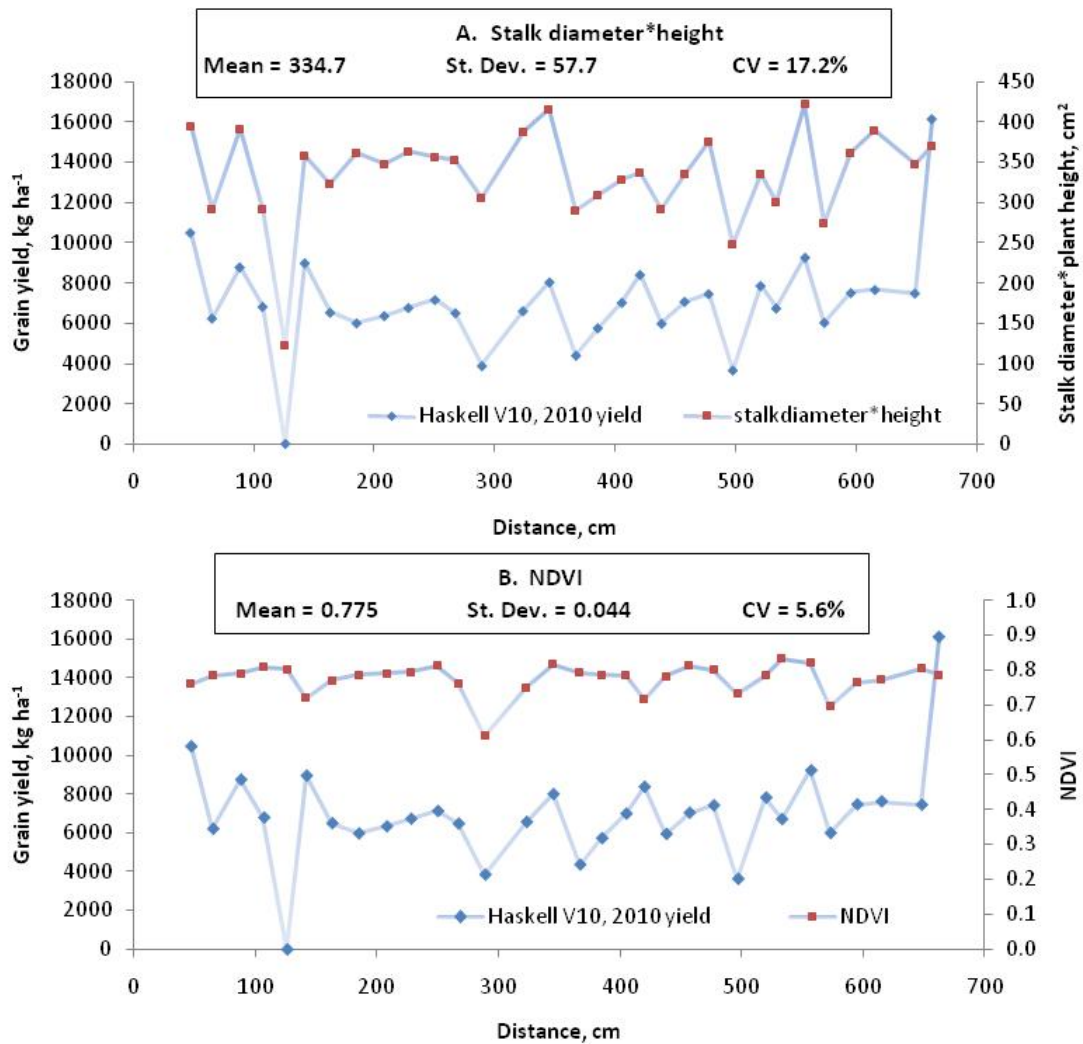 A. Stalk diameter*height
Mean = 334.7 St. Dev. = 57.7 CV = 17.2%
18000
16000
14000
12000
10000
8000
6000
4000
2000
0
Grain yield, kg ha-1
450
400
350
300
250
200
150
100
50
0
Stalk diameter* plant height, cm²
Haskell V10, 2010 yield stalkdiameter*height
0 100 200 300 400 500 600 700
Distance, cm
B. NDVI
Mean = 0.775 St. Dev. = 0.044 CV = 5.6%
18000
16000
14000
12000
10000
8000
6000
4000
2000
0
Grain yield, kg ha-1
1.0
0.9
0.8
0.7
0.6
0.5
0.4
0.3
0.2
0.1
0.0
NDVI
Haskell V10, 2010 yield NDVI
0 100 200 300 400 500 600 700
Distance, cm